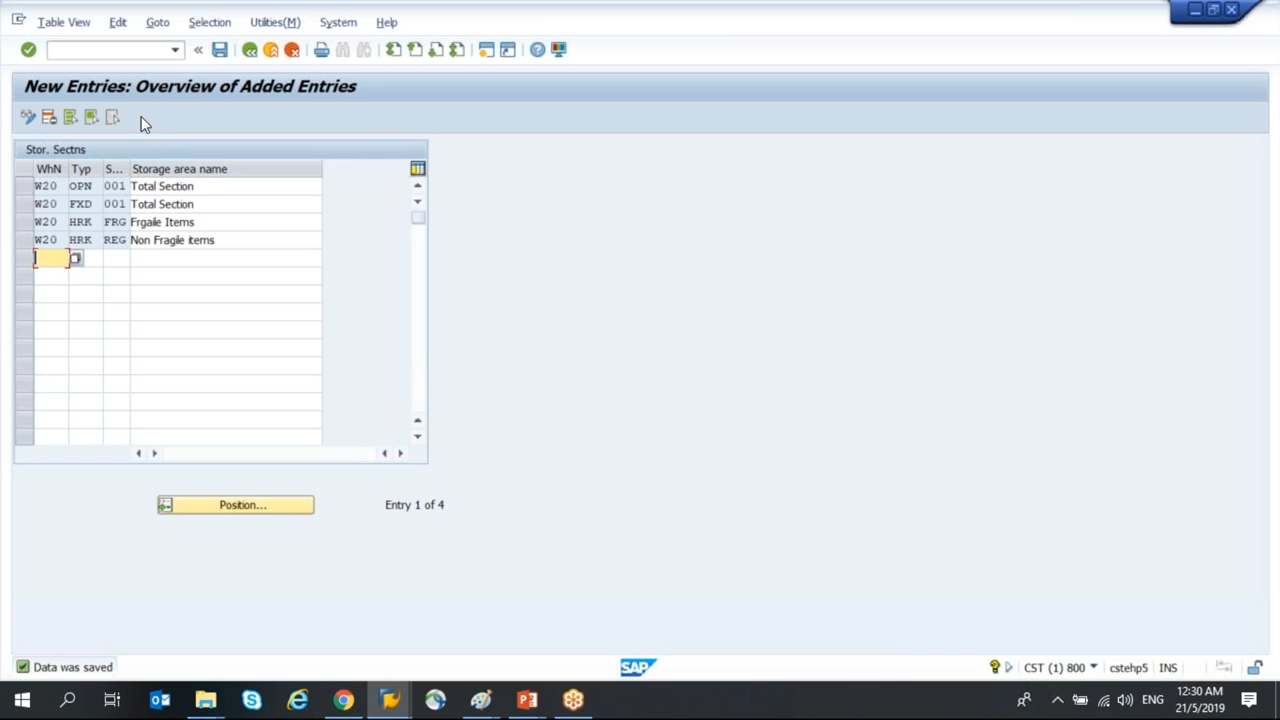 Table View Edit Goto Selection Utilities(M) System Help
New Entries: Overview of Added Entries
Stor. Sectns
WhN Typ S... Storage area name
W20 OPN 001 Total Section
W20 FXD 001 Total Section
W20 HRK FRG Frgaile Items
W20 HRK REG Non Fragile items
Position... Entry 1 of 4
Data was saved SAP CST (1) 800 cstehp5 INS
ENG 12:30 AM
21/5/2019